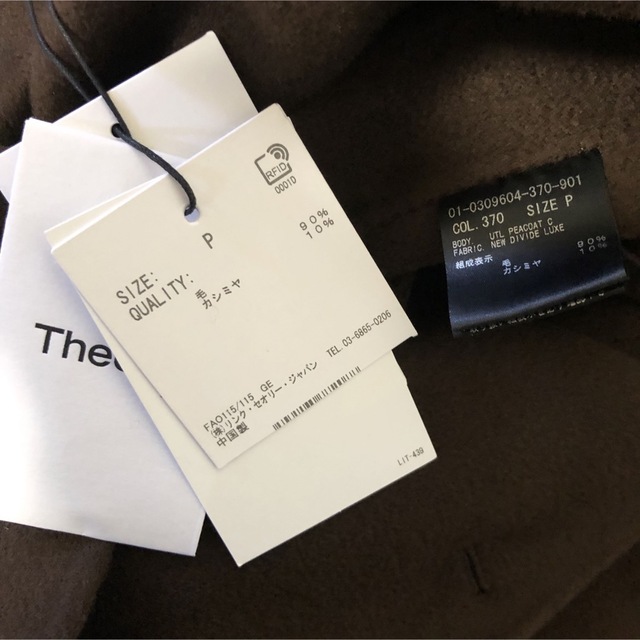 RFID
0001D
SIZE: P
QUALITY:
毛 90%
カシミヤ 10%
FA0115/115 GE
(株)リンク・セオリー・ジャパン TEL.03-6865-0206
中国製
LIT-439
01-0309604-370-901
COL.370 SIZE P
BODY. UTL PEACOAT C
FABRIC. NEW DIVIDE LUXE
組成表示 毛 90%
カシミヤ 10%